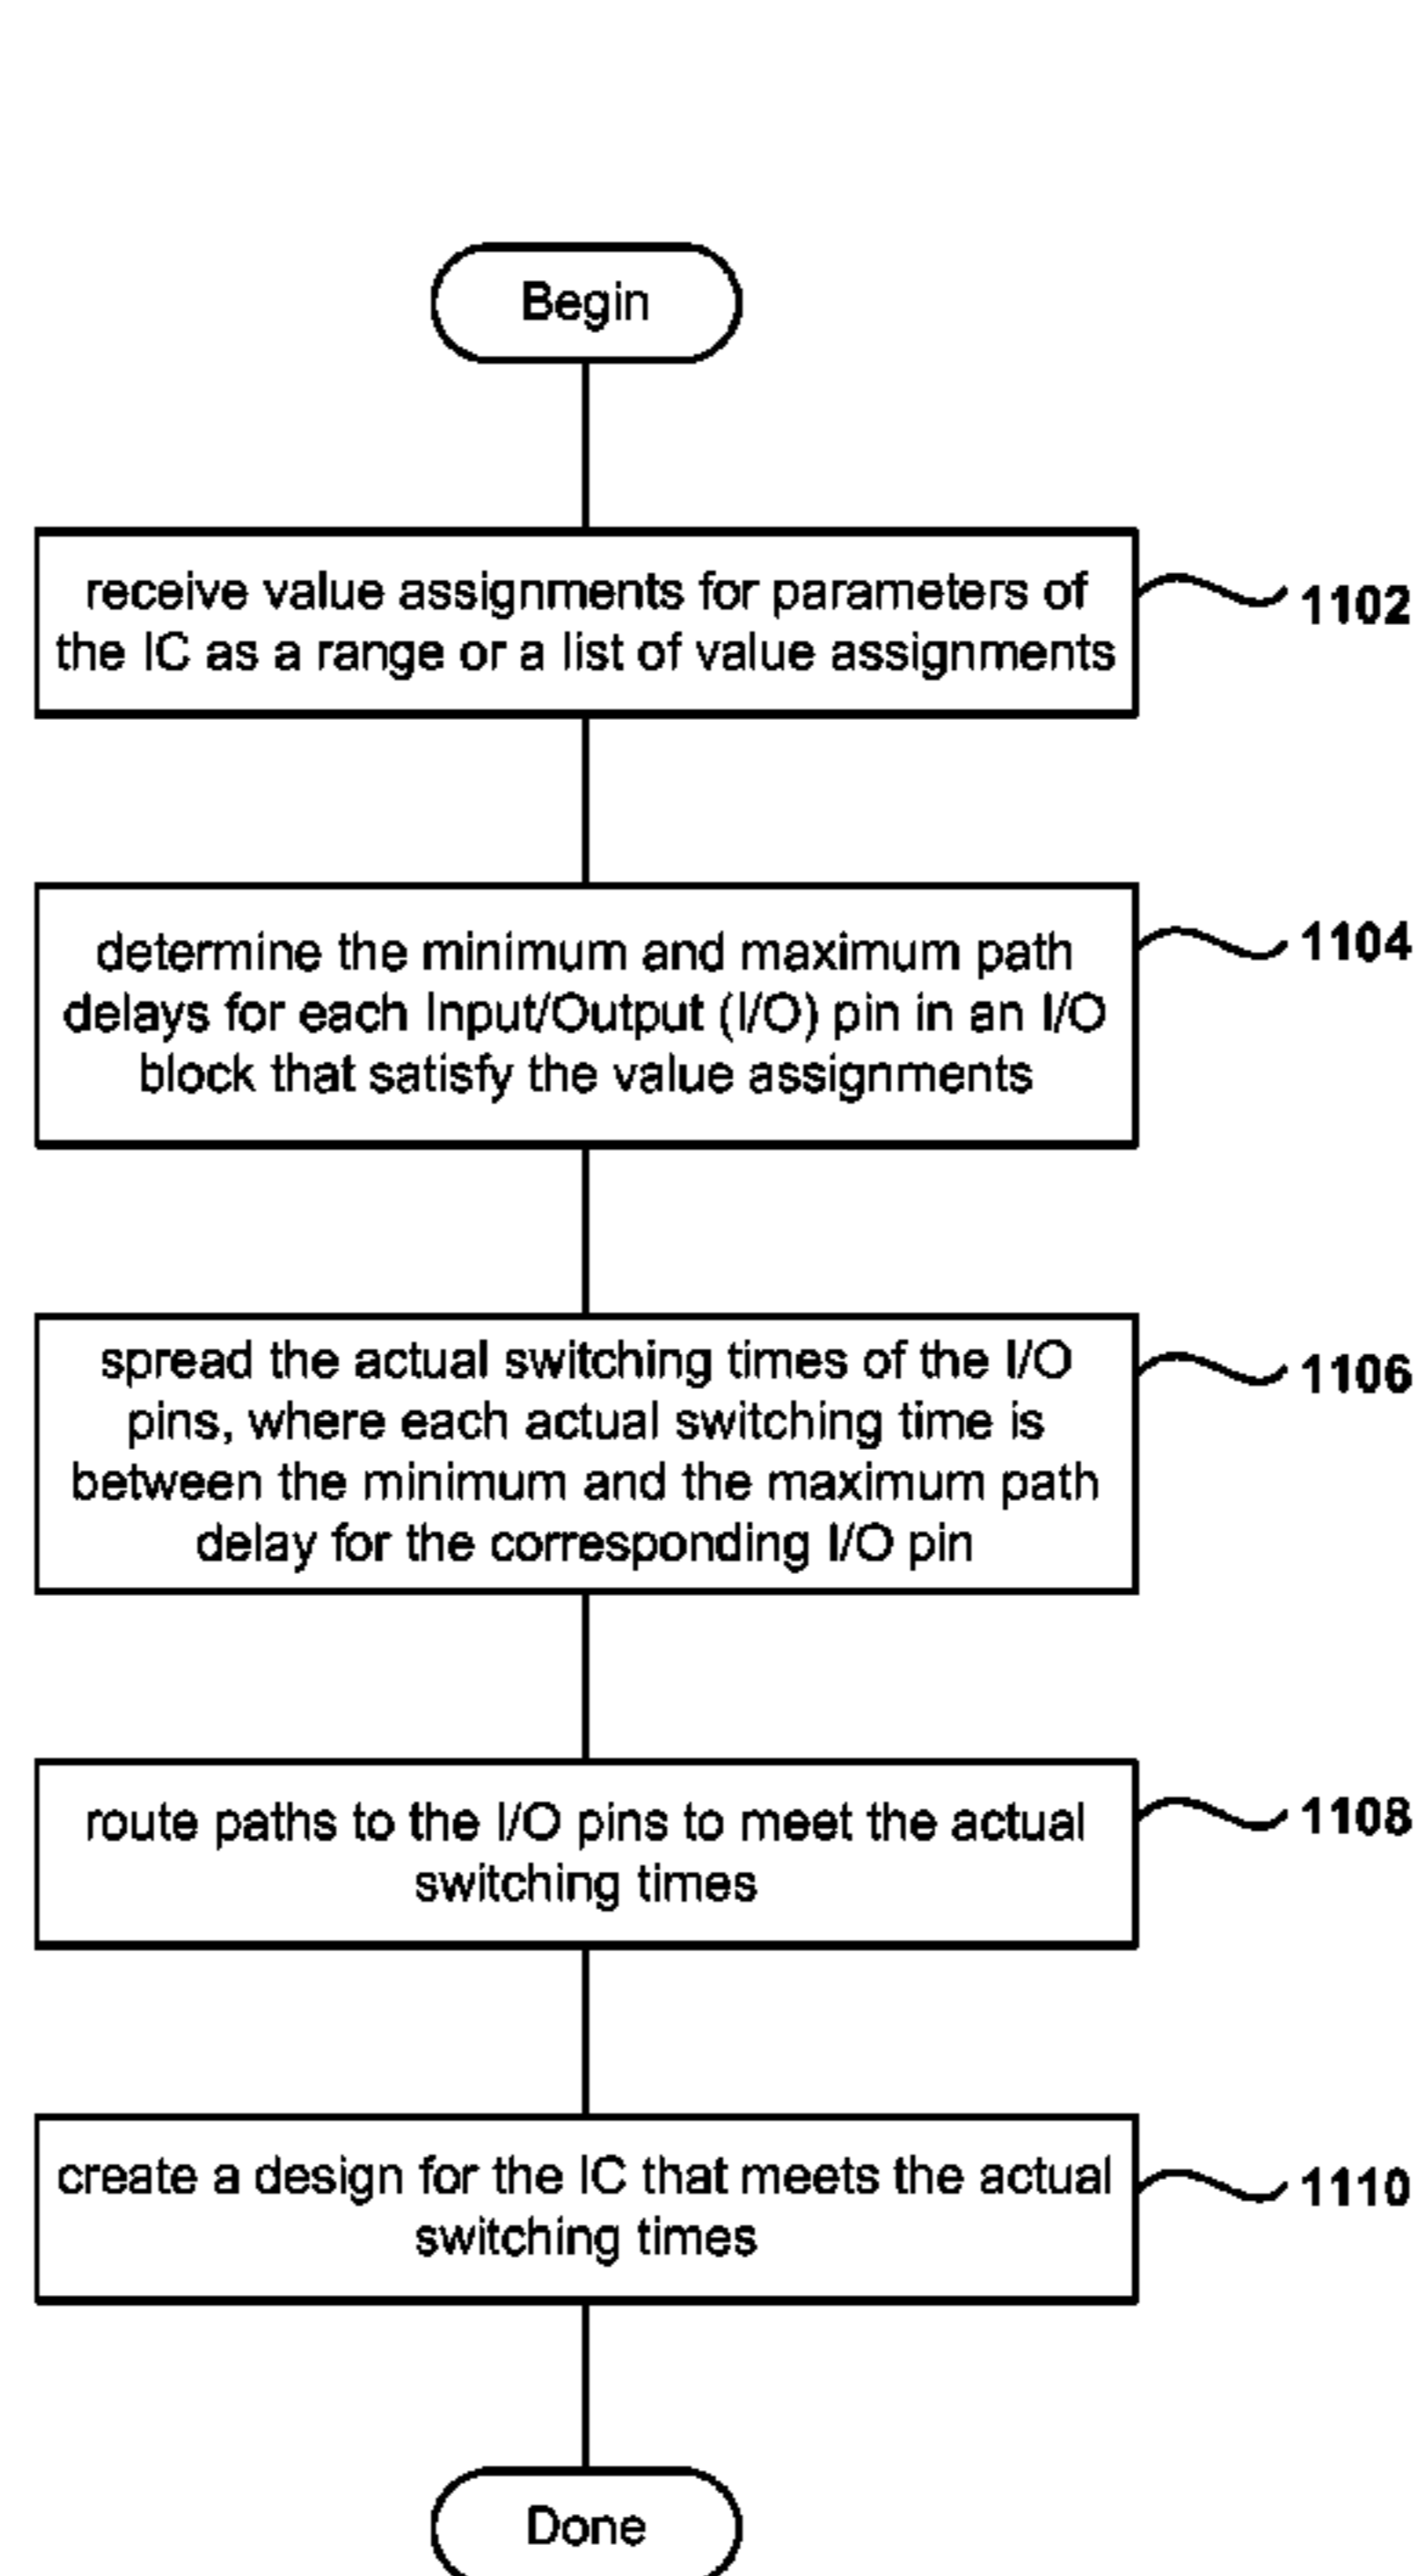 Begin
receive value assignments for parameters of
the IC as a range or a list of value assignments
1102
determine the minimum and maximum path
delays for each Input/Output (I/O) pin in an I/O
block that satisfy the value assignments
1104
spread the actual switching times of the I/O
pins, where each actual switching time is
between the minimum and the maximum path
delay for the corresponding I/O pin
1106
route paths to the I/O pins to meet the actual
switching times
1108
create a design for the IC that meets the actual
switching times
1110
Done